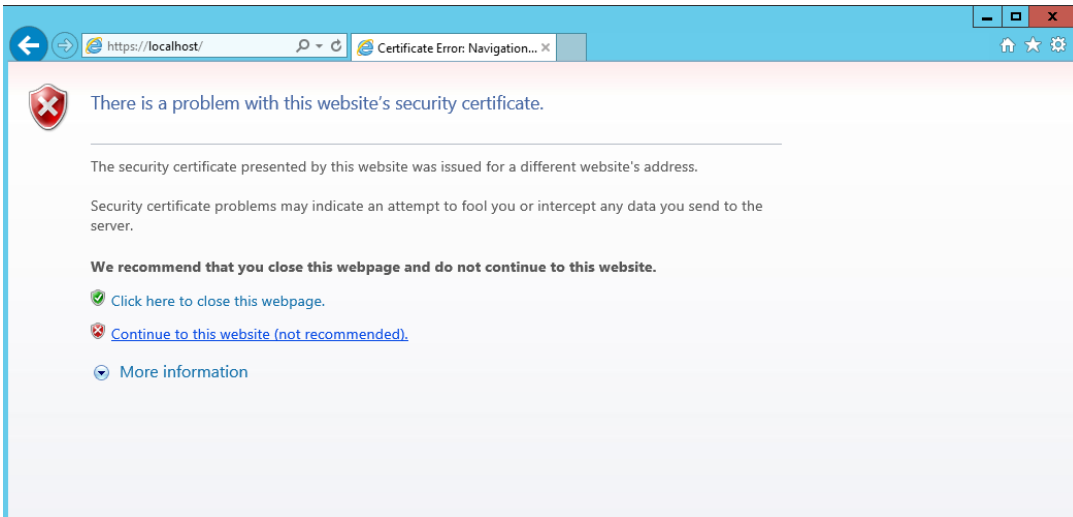 https://localhost/
Certificate Error: Navigation...
There is a problem with this website's security certificate.
The security certificate presented by this website was issued for a different website's address.
Security certificate problems may indicate an attempt to fool you or intercept any data you send to the
server.
We recommend that you close this webpage and do not continue to this website.
Click here to close this webpage.
Continue to this website (not recommended).
More information